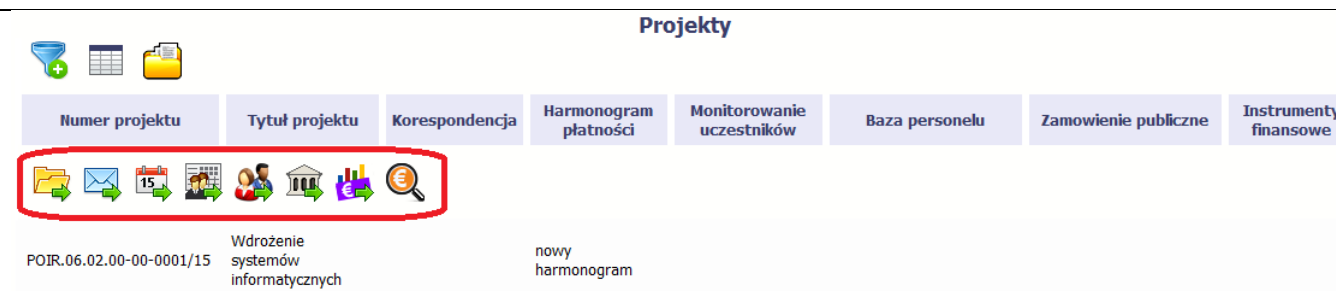 Projekty
Numer projektu
Tytuł projektu
Korespondencja
Harmonogram
płatności
Monitorowanie
uczestników
Baza personelu
Zamowienie publiczne
Instrumenty
finansowe
15
POIR.06.02.00-00-0001/15
Wdrożenie
systemów
informatycznych
nowy
harmonogram